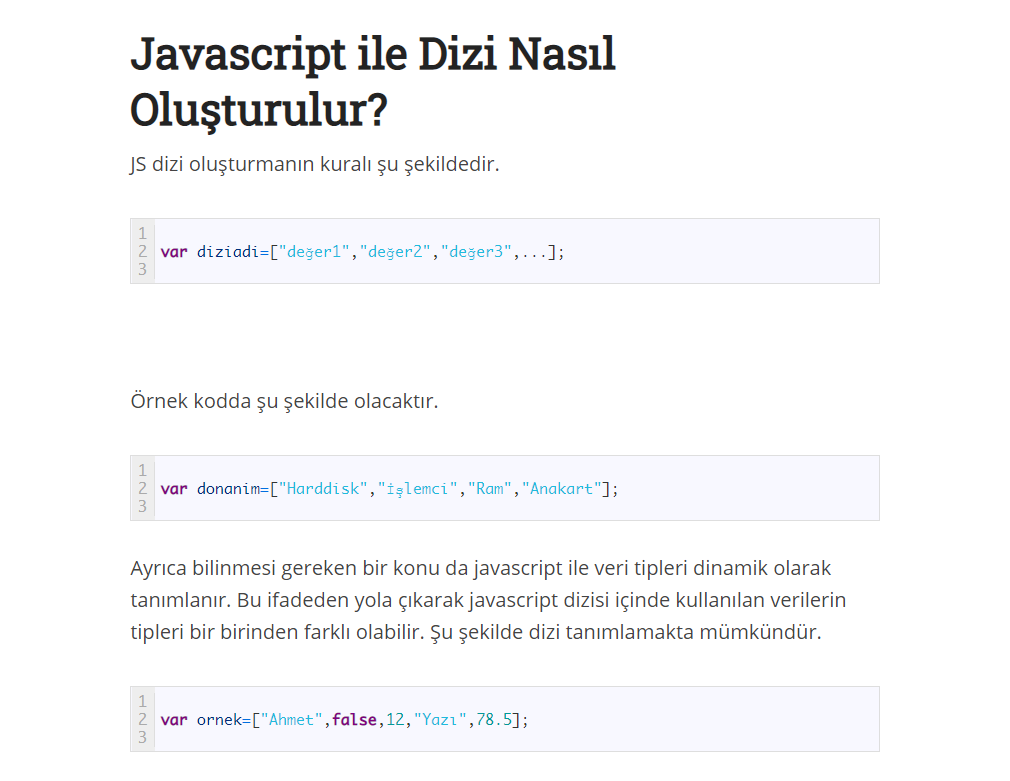 Javascript ile Dizi Nasıl
Oluşturulur?
JS dizi oluşturmanın kuralı şu şekildedir.
1
2 var diziadi=["değer1","değer2","değer3",...];
3
Örnek kodda şu şekilde olacaktır.
1
2 var donanim=["Harddisk","İşlemci","Ram","Anakart"];
3
Ayrıca bilinmesi gereken bir konu da javascript ile veri tipleri dinamik olarak
tanımlanır. Bu ifadeden yola çıkarak javascript dizisi içinde kullanılan verilerin
tipleri bir birinden farklı olabilir. Şu şekilde dizi tanımlamakta mümkündür.
1
2 var ornek=["Ahmet",false,12,"Yazı",78.5];
3